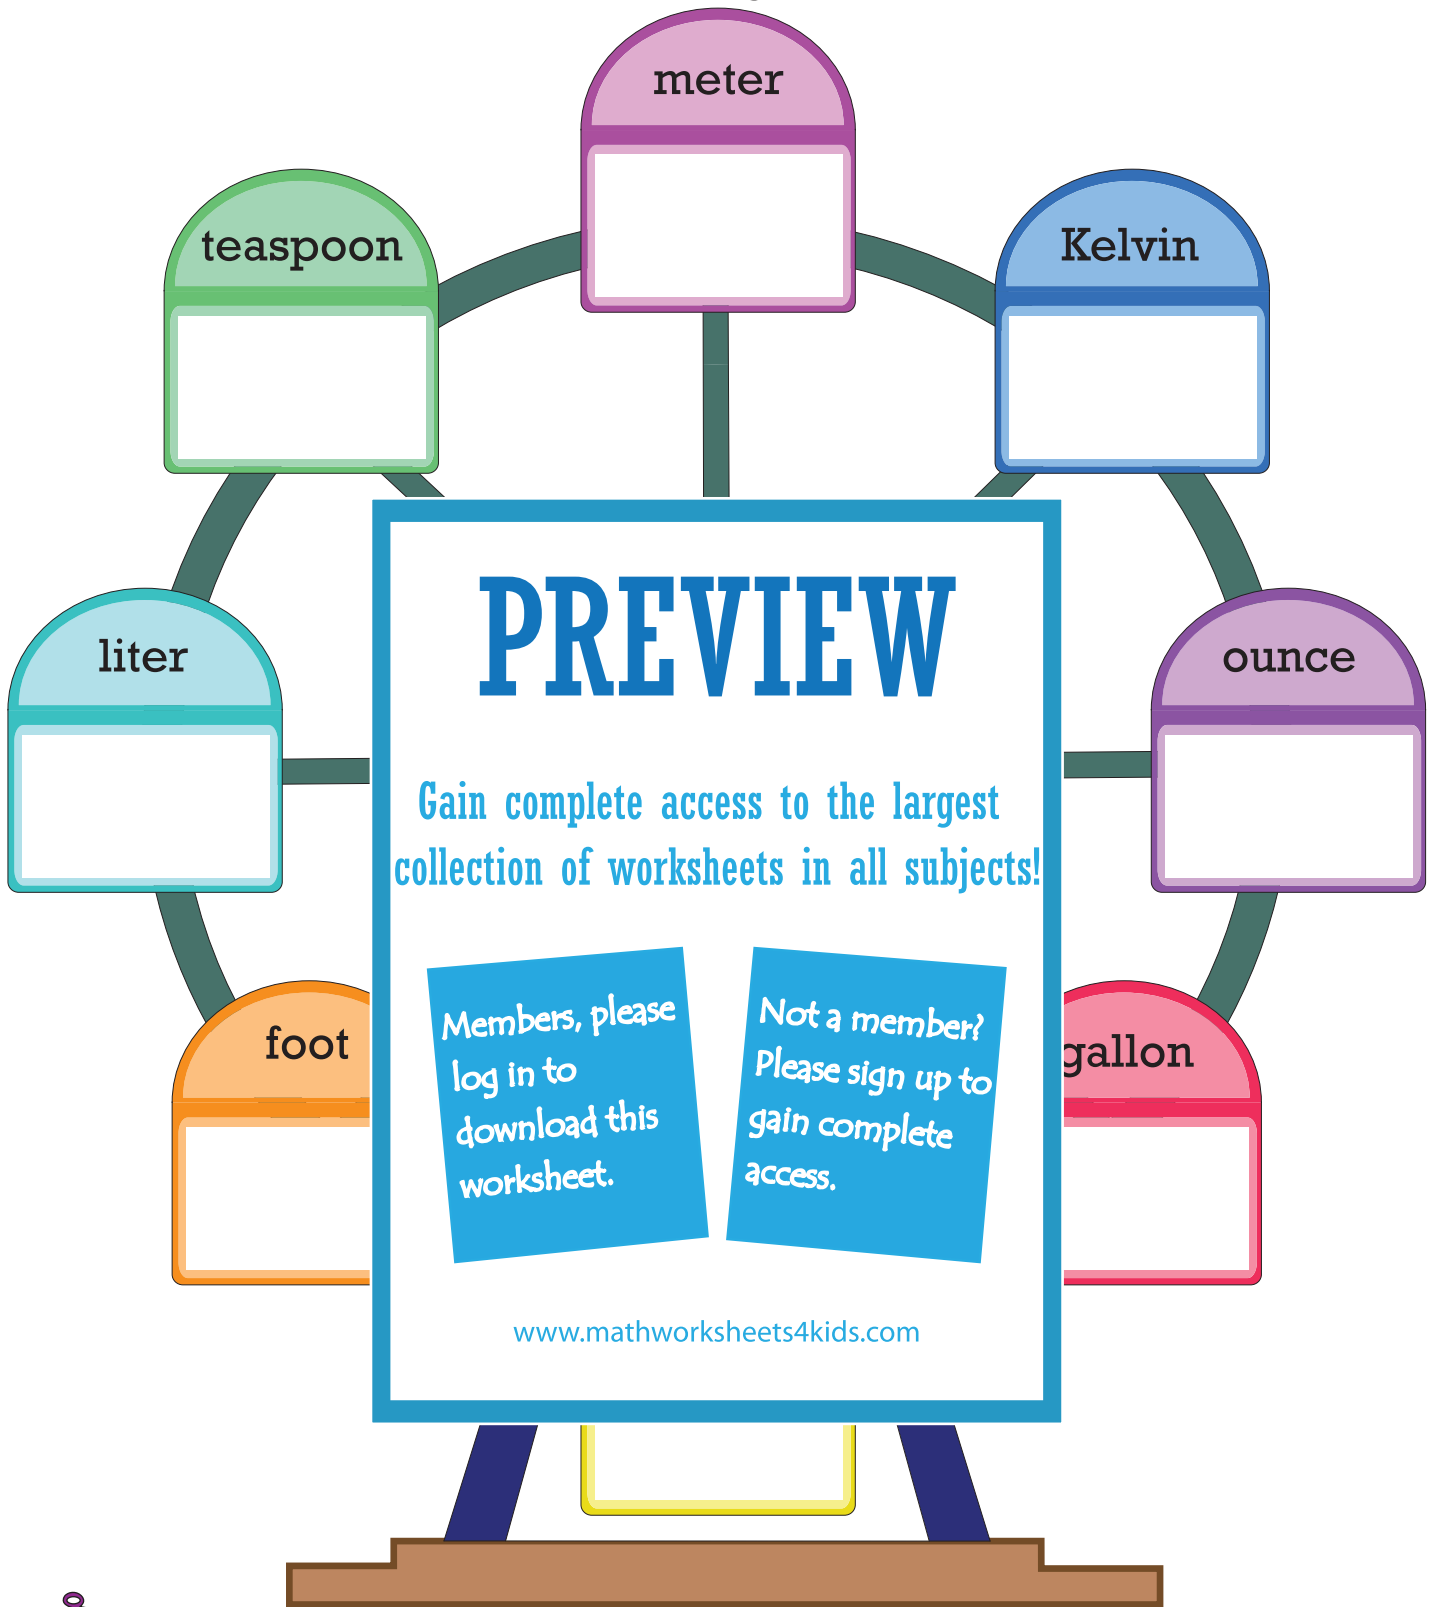 meter
teaspoon
Kelvin
liter
ounce
PREVIEW
Gain complete access to the largest
collection of worksheets in all subjects!
foot
gallon
Members, please
log in to
download this
worksheet.
Not a member?
Please sign up to
gain complete
access.
www.mathworksheets4kids.com